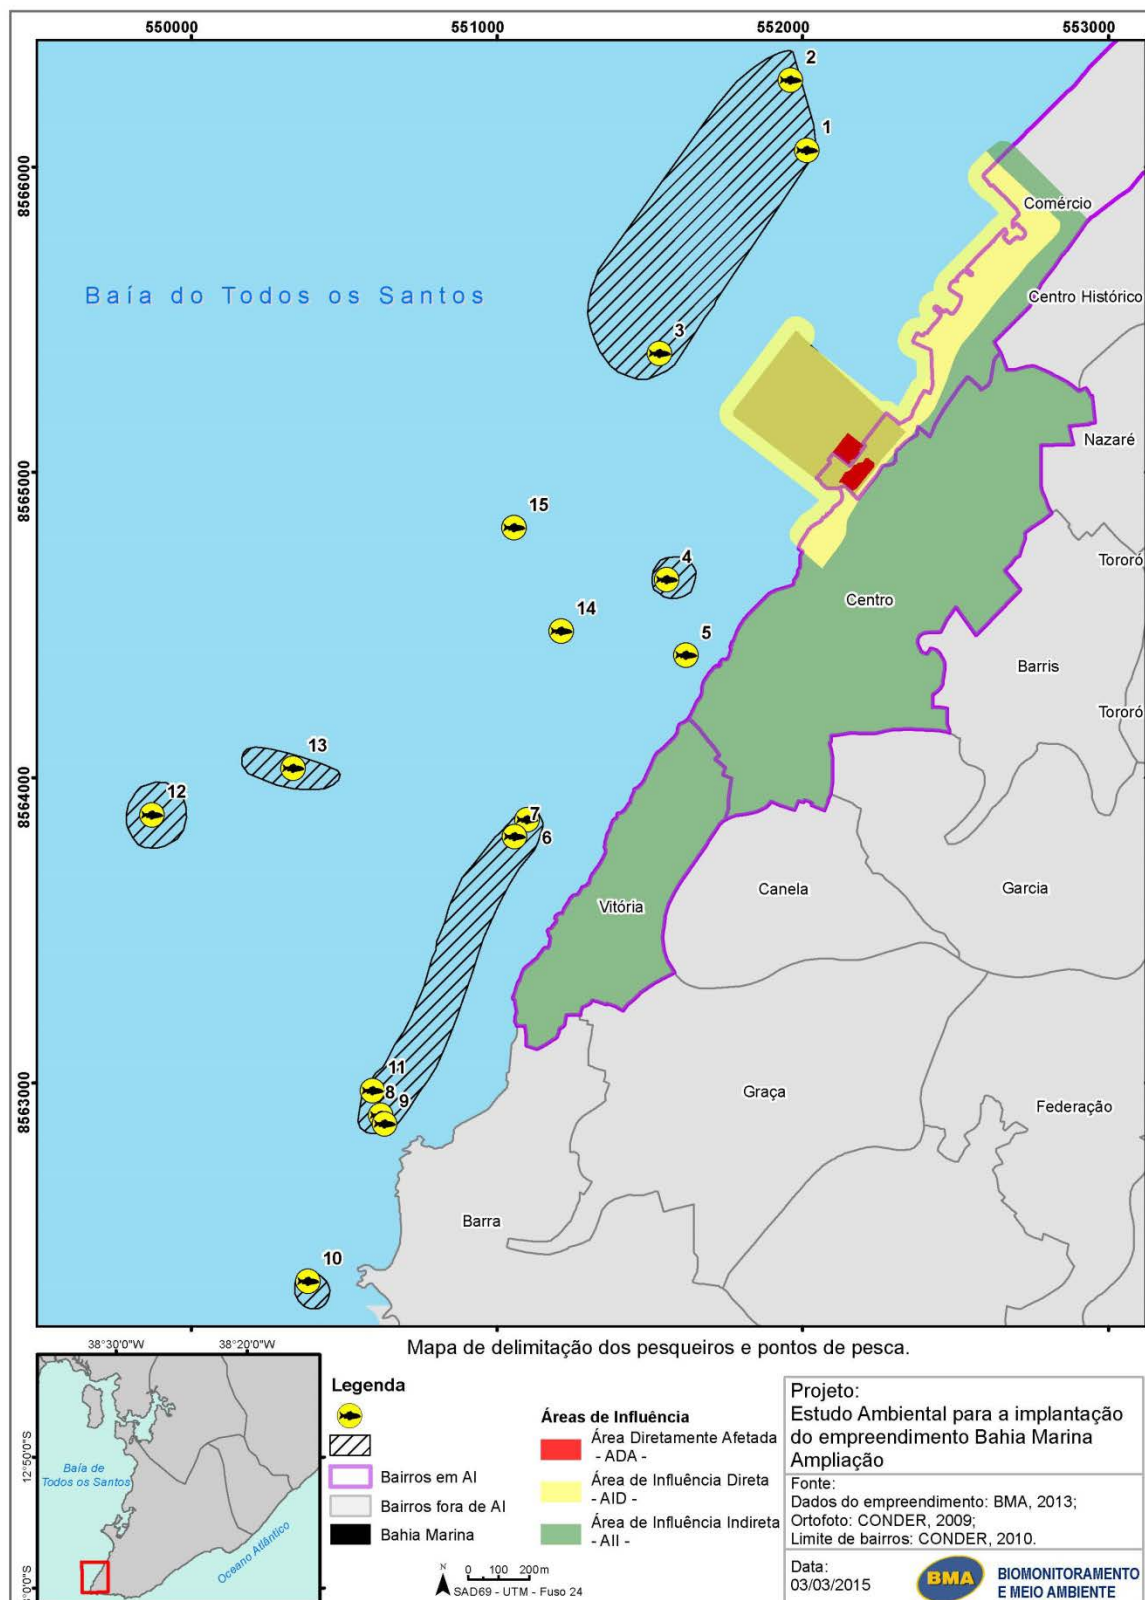 550000
551000
552000
553000
2
1
8566000
Comércio
Baía do Todos os Santos
Centro Histórico
3
Nazaré
8565000
15
4
Tororó
14
Centro
5
Barris
Tororó
13
12
8564000
7
6
Canela
Garcia
Vitória
11
8
9
8563000
Graça
Federação
Barra
10
Mapa de delimitação dos pesqueiros e pontos de pesca.
38°30'0"W
38°20'0"W
12°50'0"S
Baía de
Todos os Santos
Oceano Atlântico
Legenda
Bairros em AI
Bairros fora de AI
Bahia Marina
Áreas de Influência
Área Diretamente Afetada
- ADA -
Área de Influência Direta
- AID -
Área de Influência Indireta
- AII -
N
0 100 200m
SAD69 - UTM - Fuso 24
Projeto:
Estudo Ambiental para a implantação
do empreendimento Bahia Marina
Ampliação
Fonte:
Dados do empreendimento: BMA, 2013;
Ortofoto: CONDER, 2009;
Limite de bairros: CONDER, 2010.
Data:
03/03/2015
BMA
BIOMONITORAMENTO
E MEIO AMBIENTE